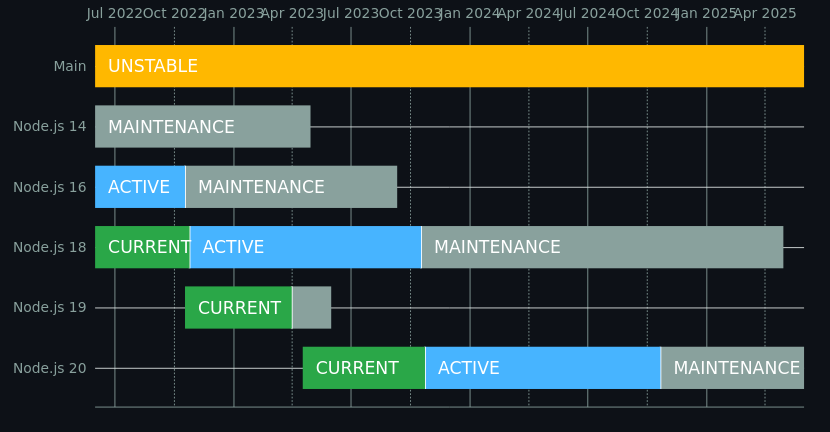 Jul 2022 Oct 2022 Jan 2023 Apr 2023 Jul 2023 Oct 2023 Jan 2024 Apr 2024 Jul 2024 Oct 2024 Jan 2025 Apr 2025
Main UNSTABLE
Node.js 14 MAINTENANCE
Node.js 16 ACTIVE MAINTENANCE
Node.js 18 CURRENT ACTIVE MAINTENANCE
Node.js 19 CURRENT
Node.js 20 CURRENT ACTIVE MAINTENANCE